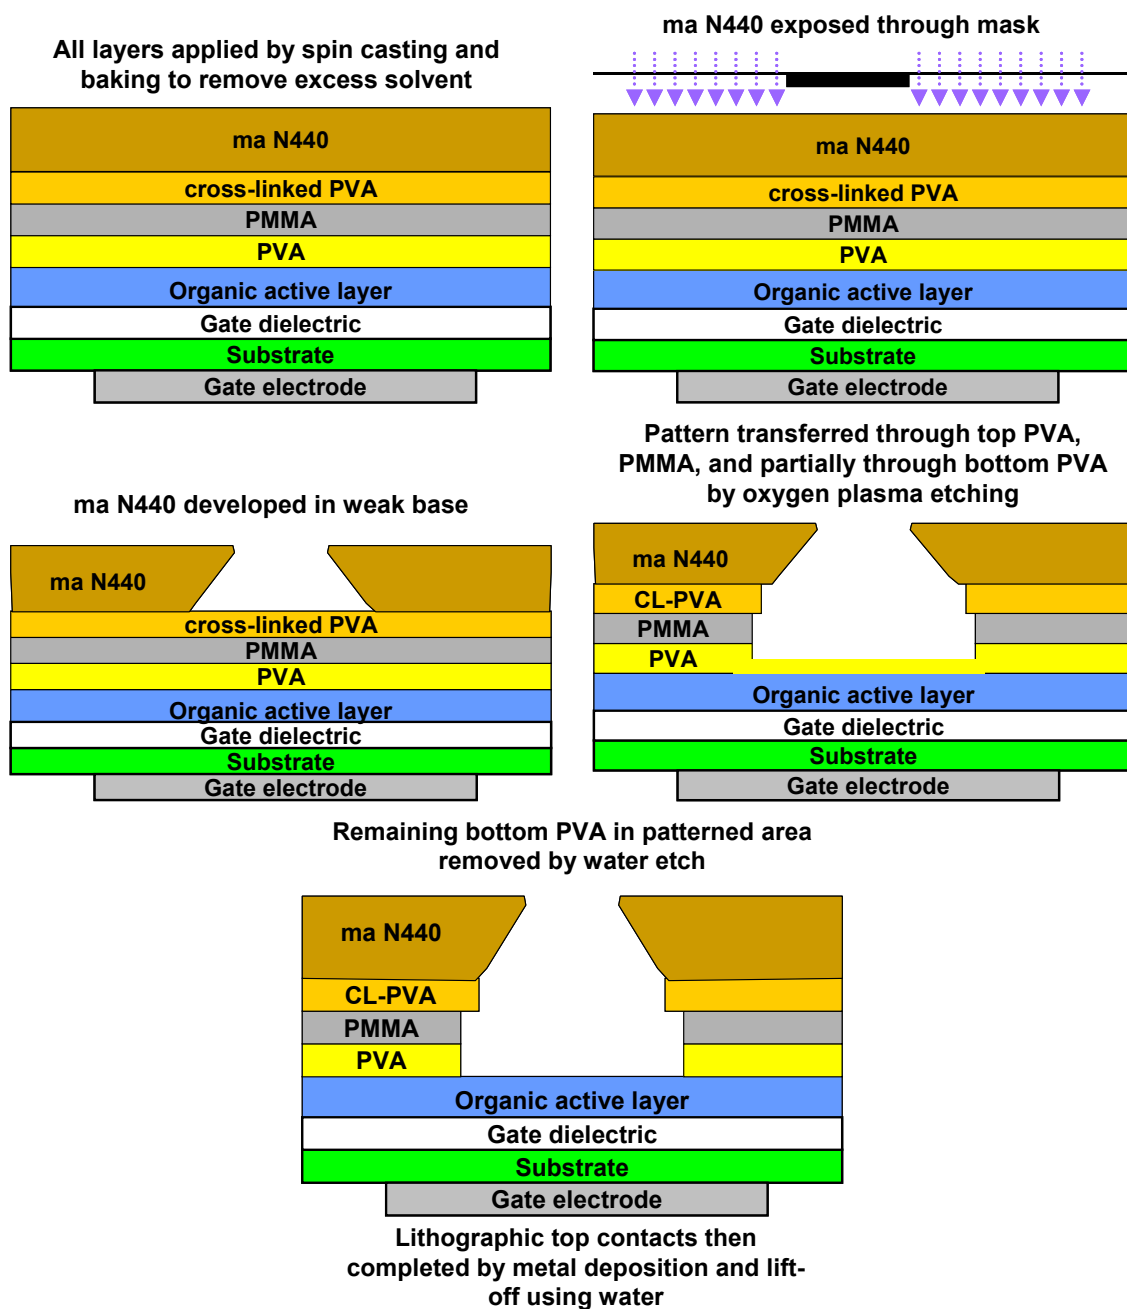 All layers applied by spin casting and
baking to remove excess solvent
ma N440
cross-linked PVA
PMMA
PVA
Organic active layer
Gate dielectric
Substrate
Gate electrode
ma N440 exposed through mask
ma N440
cross-linked PVA
PMMA
PVA
Organic active layer
Gate dielectric
Substrate
Gate electrode
ma N440 developed in weak base
ma N440
cross-linked PVA
PMMA
PVA
Organic active layer
Gate dielectric
Substrate
Gate electrode
Pattern transferred through top PVA,
PMMA, and partially through bottom PVA
by oxygen plasma etching
ma N440
CL-PVA
PMMA
PVA
Organic active layer
Gate dielectric
Substrate
Gate electrode
Remaining bottom PVA in patterned area
removed by water etch
ma N440
CL-PVA
PMMA
PVA
Organic active layer
Gate dielectric
Substrate
Gate electrode
Lithographic top contacts then
completed by metal deposition and lift-
off using water